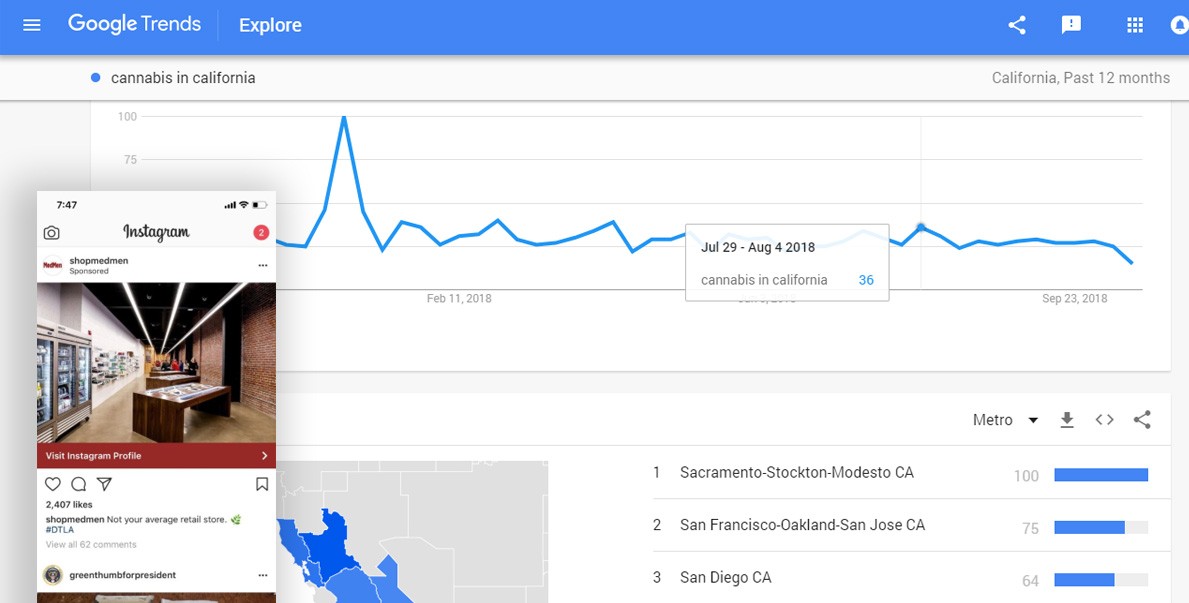 Google Trends Explore
cannabis in california California, Past 12 months
100
75
Jul 29 - Aug 4 2018
cannabis in california 36
Feb 11, 2018 Sep 23, 2018
7:47
Instagram 2
MedMen
shopmedmen
Sponsored
Visit Instagram Profile
2,407 likes
shopmedmen Not your average retail store. 🌿
#DTLA
View all 62 comments
greenthumbforpresident
Metro
1 Sacramento-Stockton-Modesto CA 100
2 San Francisco-Oakland-San Jose CA 75
3 San Diego CA 64